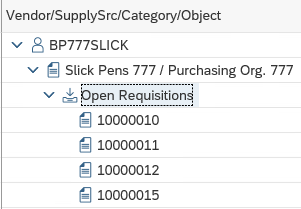 Vendor/SupplySrc/Category/Object
BP777SLICK
Slick Pens 777 / Purchasing Org. 777
Open Requisitions
10000010
10000011
10000012
10000015